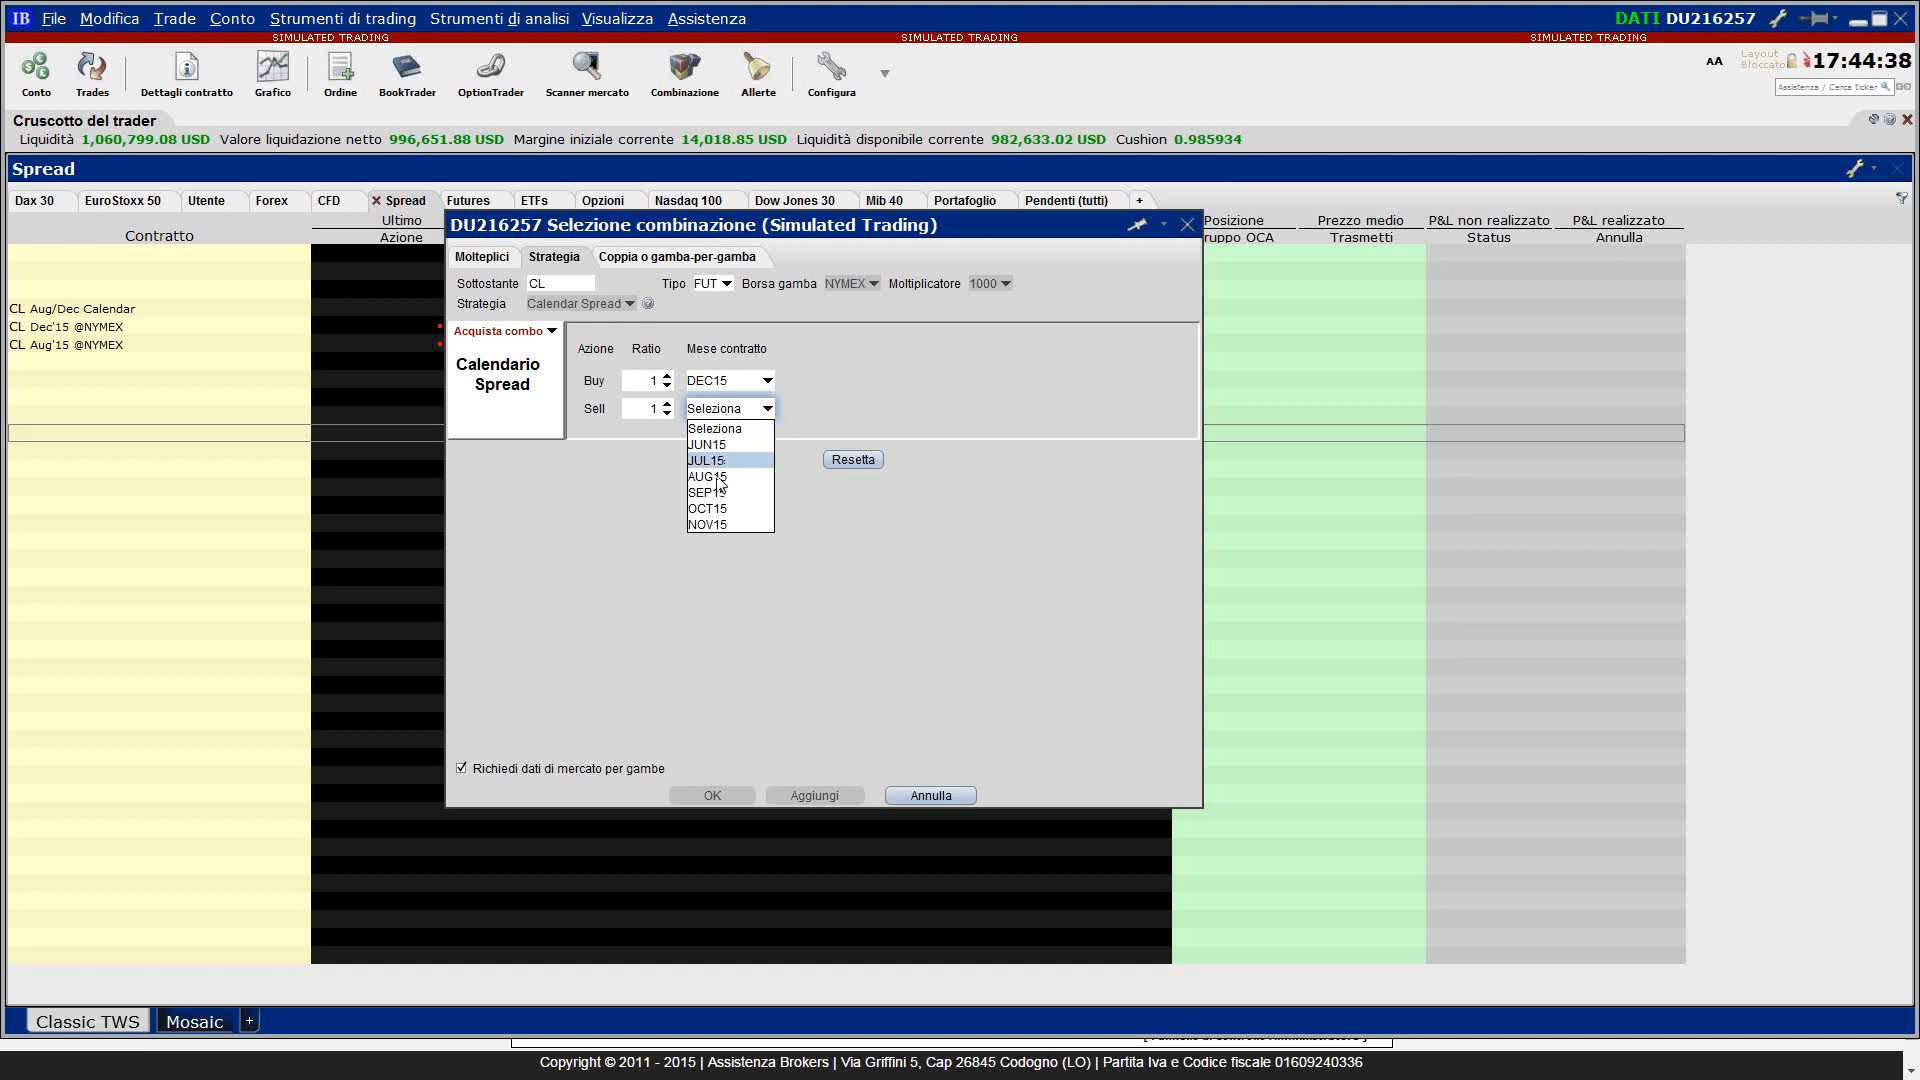 IB File Modifica Trade Conto Strumenti di trading Strumenti di analisi Visualizza Assistenza DATI DU216257
SIMULATED TRADING SIMULATED TRADING SIMULATED TRADING
Conto Trades Dettagli contratto Grafico Ordine BookTrader OptionTrader Scanner mercato Combinazione Allerte Configura
AA Layout Bloccato 17:44:38
Assistenza / Cerca ticker
Cruscotto del trader
Liquidità 1,060,799.08 USD Valore liquidazione netto 996,651.88 USD Margine iniziale corrente 14,018.85 USD Liquidità disponibile corrente 982,633.02 USD Cushion 0.985934
Spread
Dax 30 EuroStoxx 50 Utente Forex CFD Spread Futures ETFs Opzioni Nasdaq 100 Dow Jones 30 Mib 40 Portafoglio Pendenti (tutti) +
Ultimo Posizione Prezzo medio P&L non realizzato P&L realizzato
Contratto Azione ruppo OCA Trasmetti Status Annulla
CL Aug/Dec Calendar
CL Dec'15 @NYMEX
CL Aug'15 @NYMEX
DU216257 Selezione combinazione (Simulated Trading)
Molteplici Strategia Coppia o gamba-per-gamba
Sottostante CL Tipo FUT Borsa gamba NYMEX Moltiplicatore 1000
Strategia Calendar Spread
Acquista combo
Calendario
Spread
Azione Ratio Mese contratto
Buy 1 DEC15
Sell 1 Seleziona
Seleziona
JUN15
JUL15
AUG15
SEP15
OCT15
NOV15
Resetta
Richiedi dati di mercato per gambe
OK Aggiungi Annulla
Classic TWS Mosaic +
Copyright © 2011 - 2015 | Assistenza Brokers | Via Griffini 5, Cap 26845 Codogno (LO) | Partita Iva e Codice fiscale 01609240336